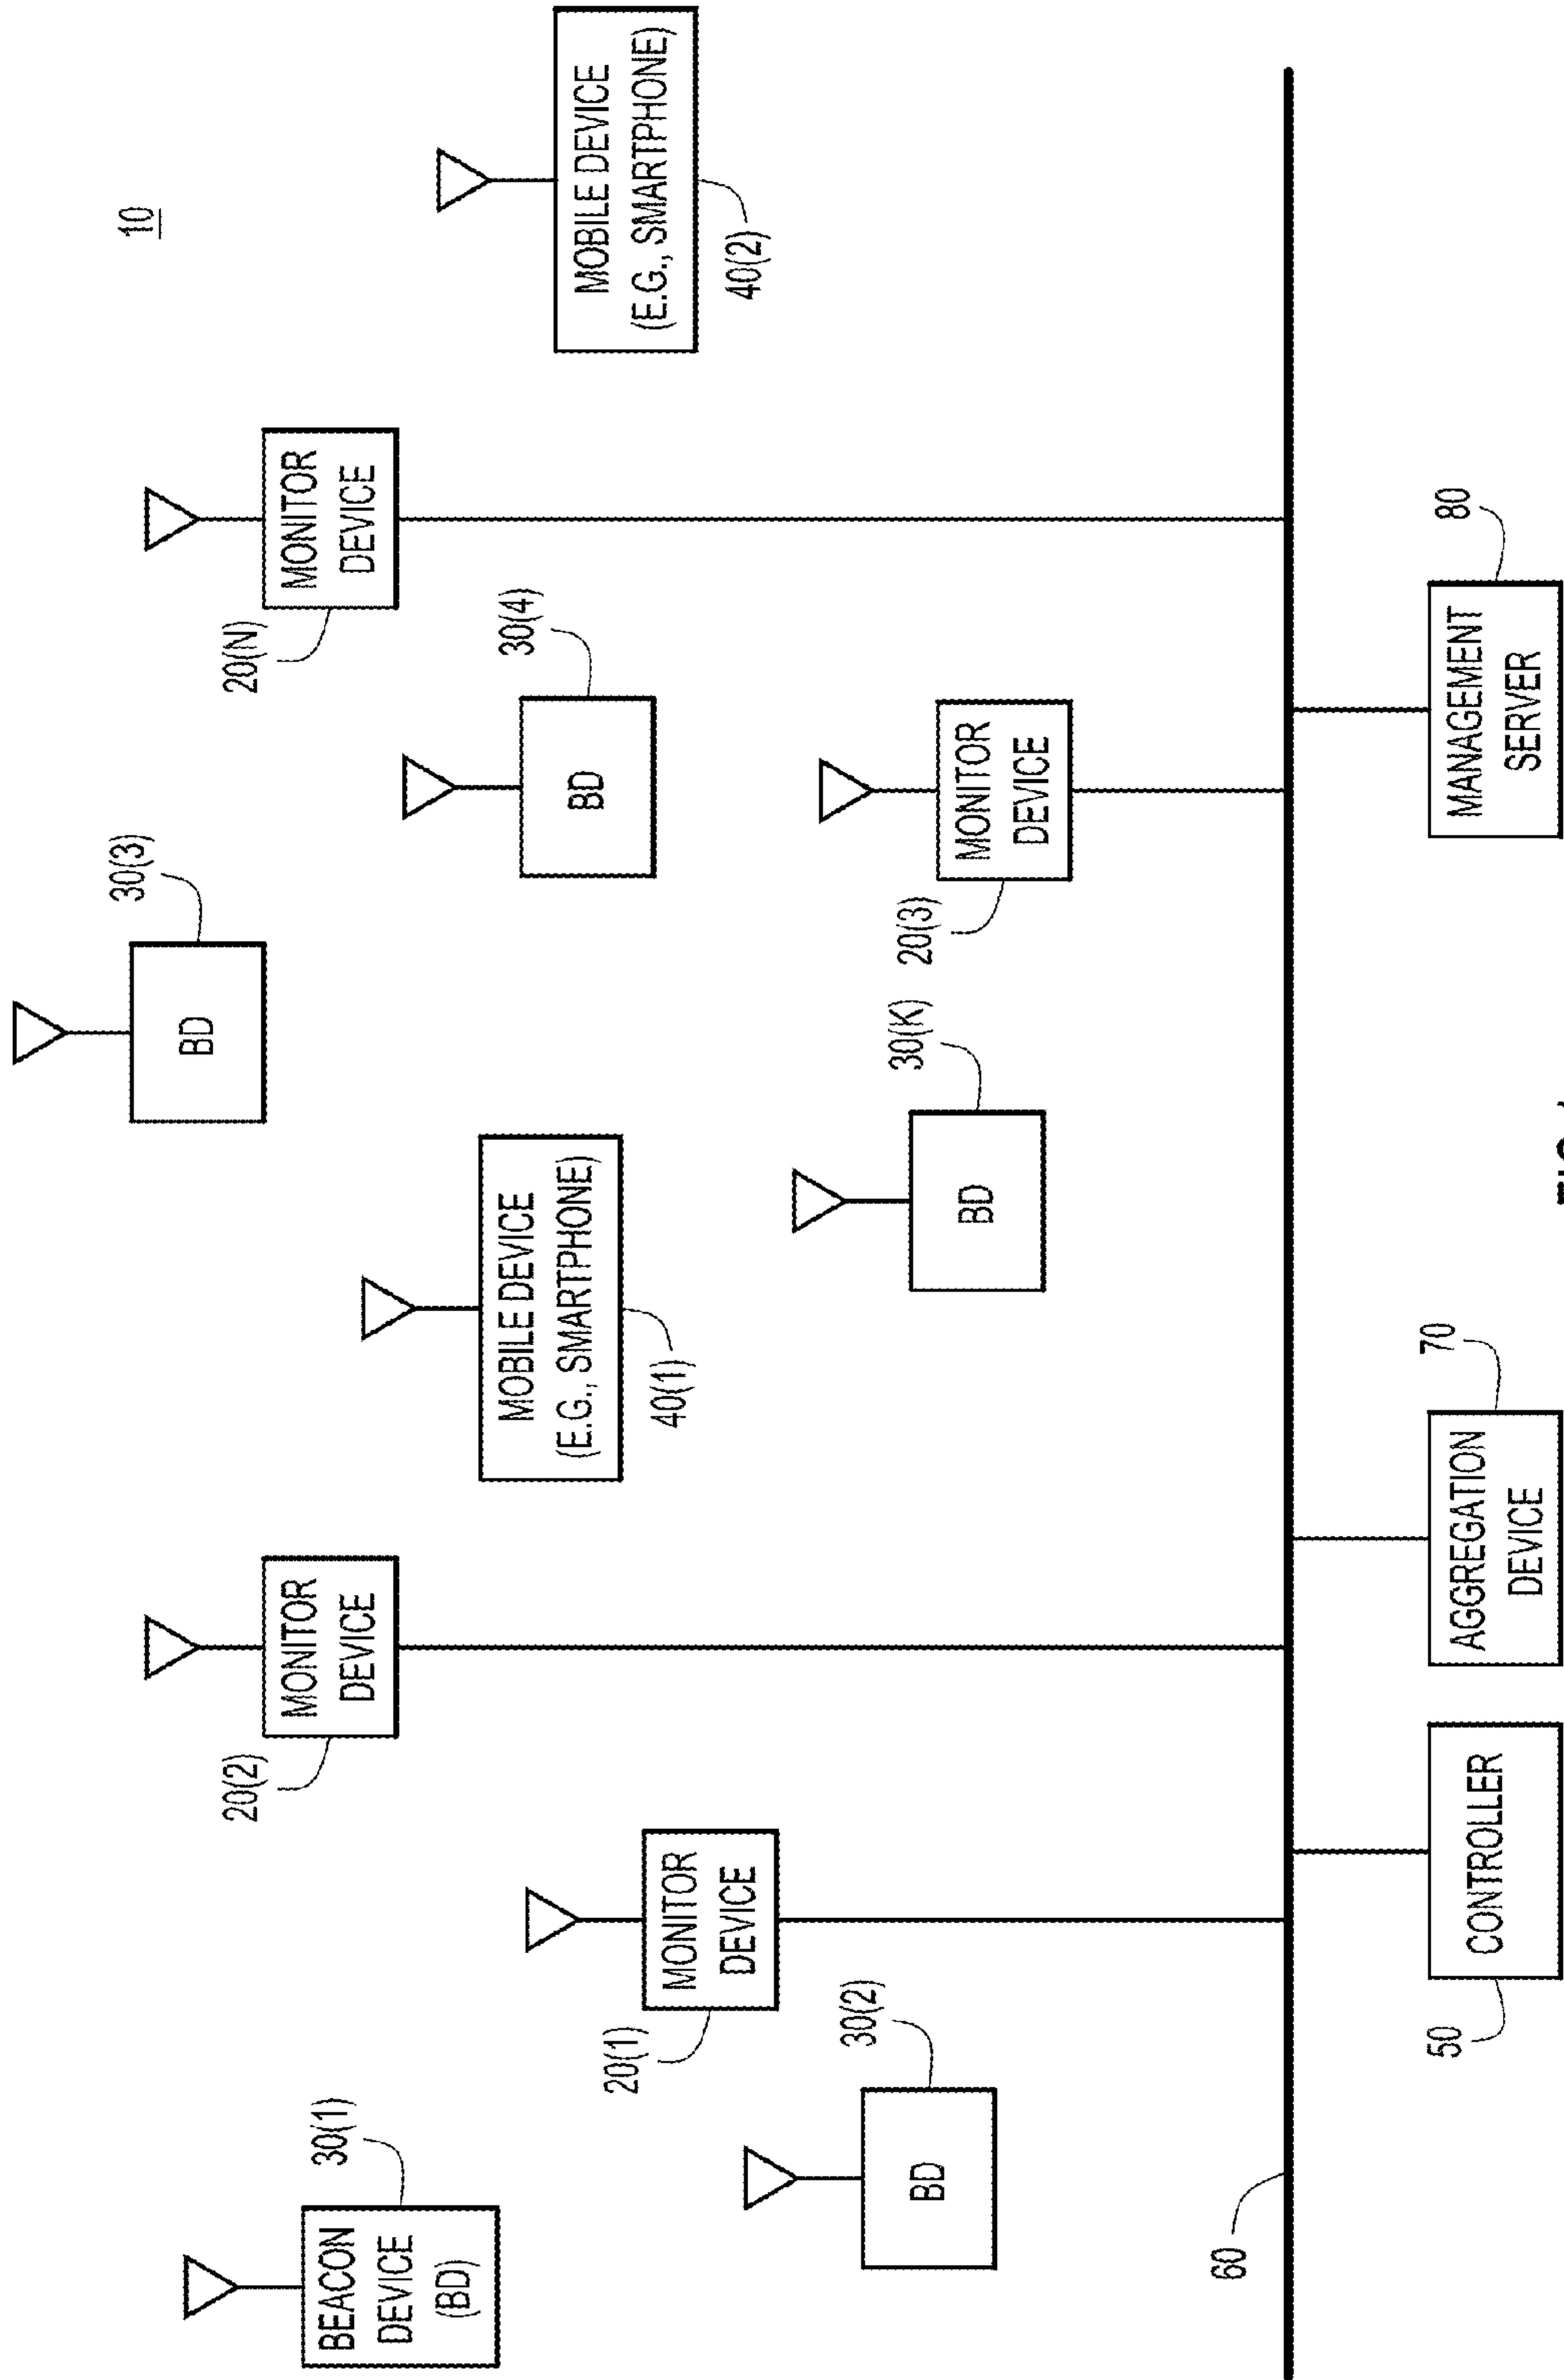 10
30(3)
BD
30(1)
BEACON
DEVICE
(BD)
20(2)
MONITOR
DEVICE
20(N)
MONITOR
DEVICE
30(4)
BD
MOBILE DEVICE
(E.G., SMARTPHONE)
40(1)
MOBILE DEVICE
(E.G., SMARTPHONE)
40(2)
20(1)
MONITOR
DEVICE
30(2)
BD
30(K)
BD
20(3)
MONITOR
DEVICE
60
50
CONTROLLER
70
AGGREGATION
DEVICE
80
MANAGEMENT
SERVER